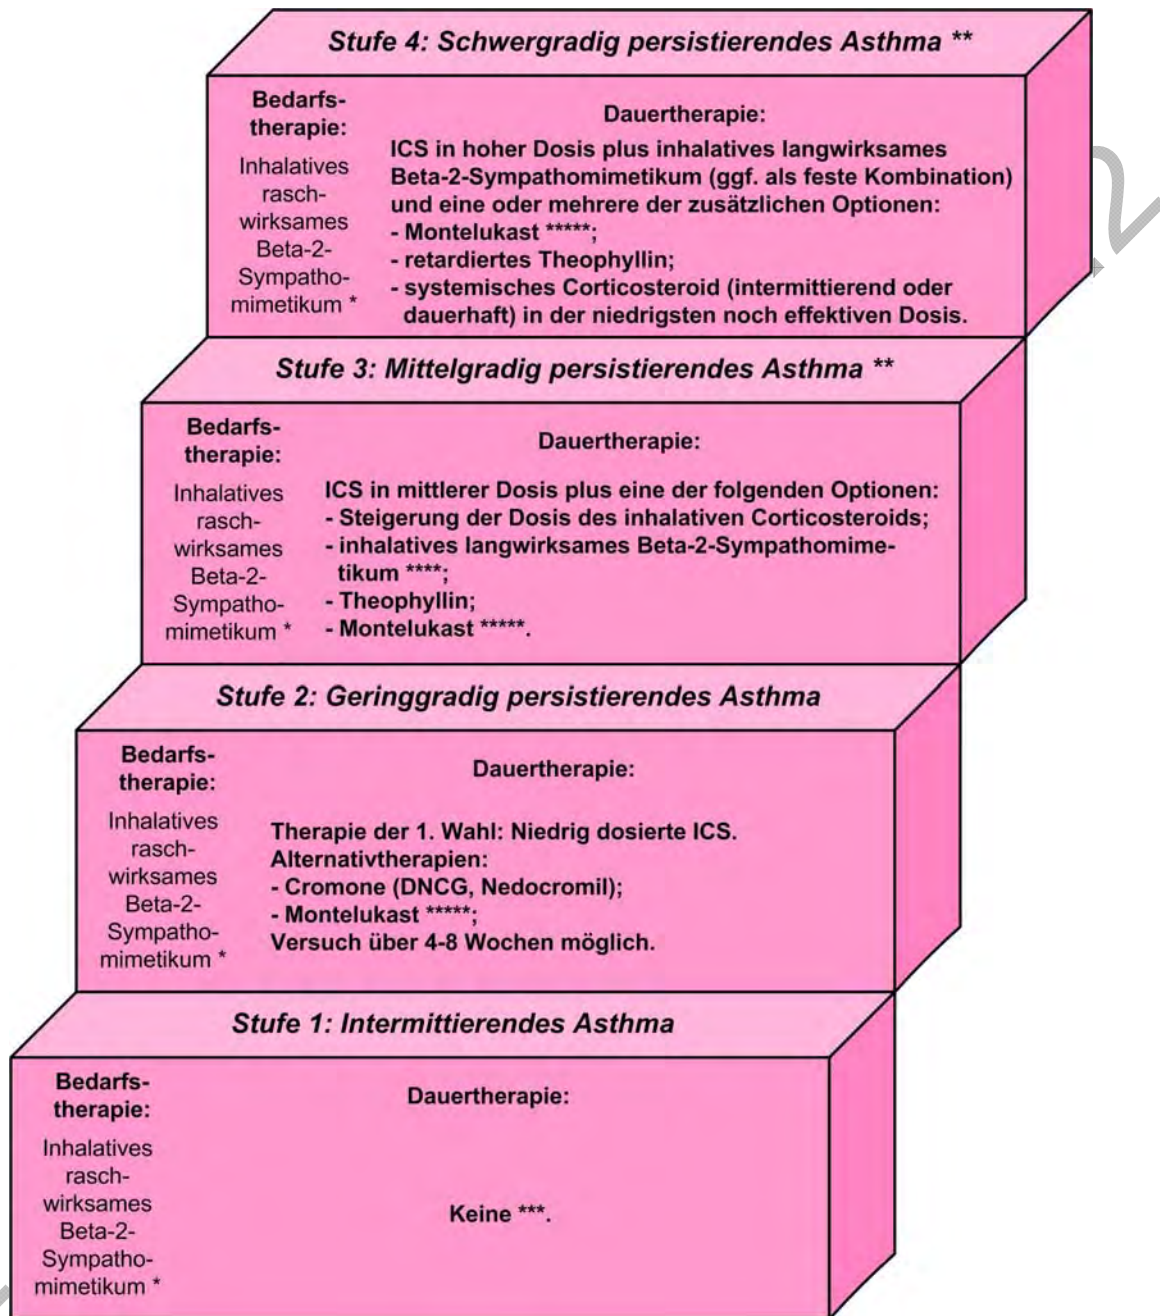 Stufe 4: Schwergradig persistierendes Asthma **
Bedarfs-
therapie:
Inhalatives
rasch-
wirksames
Beta-2-
Sympatho-
mimetikum *
Dauertherapie:
ICS in hoher Dosis plus inhalatives langwirksames
Beta-2-Sympathomimetikum (ggf. als feste Kombination)
und eine oder mehrere der zusätzlichen Optionen:
- Montelukast *****;
- retardiertes Theophyllin;
- systemisches Corticosteroid (intermittierend oder
dauerhaft) in der niedrigsten noch effektiven Dosis.
Stufe 3: Mittelgradig persistierendes Asthma **
Bedarfs-
therapie:
Inhalatives
rasch-
wirksames
Beta-2-
Sympatho-
mimetikum *
Dauertherapie:
ICS in mittlerer Dosis plus eine der folgenden Optionen:
- Steigerung der Dosis des inhalativen Corticosteroids;
- inhalatives langwirksames Beta-2-Sympathomime-
tikum ****;
- Theophyllin;
- Montelukast *****.
Stufe 2: Geringgradig persistierendes Asthma
Bedarfs-
therapie:
Inhalatives
rasch-
wirksames
Beta-2-
Sympatho-
mimetikum *
Dauertherapie:
Therapie der 1. Wahl: Niedrig dosierte ICS.
Alternativtherapien:
- Cromone (DNCG, Nedocromil);
- Montelukast *****;
Versuch über 4-8 Wochen möglich.
Stufe 1: Intermittierendes Asthma
Bedarfs-
therapie:
Inhalatives
rasch-
wirksames
Beta-2-
Sympatho-
mimetikum *
Dauertherapie:
Keine ***.